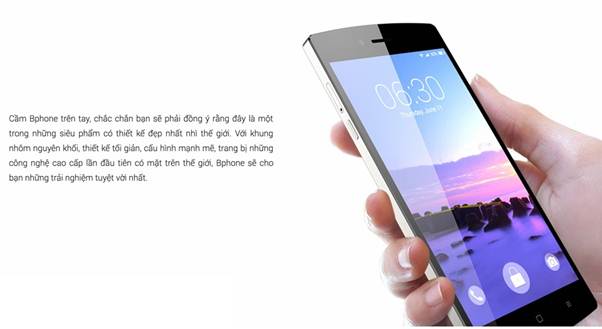 Cầm Bphone trên tay, chắc chắn bạn sẽ phải đồng ý rằng đây là một
trong những siêu phẩm có thiết kế đẹp nhất nhì thế giới. Với khung
nhôm nguyên khối, thiết kế tối giản, cấu hình mạnh mẽ, trang bị những
công nghệ cao cấp lần đầu tiên có mặt trên thế giới, Bphone sẽ cho
bạn những trải nghiệm tuyệt vời nhất.
06:30
Thursday, June 11